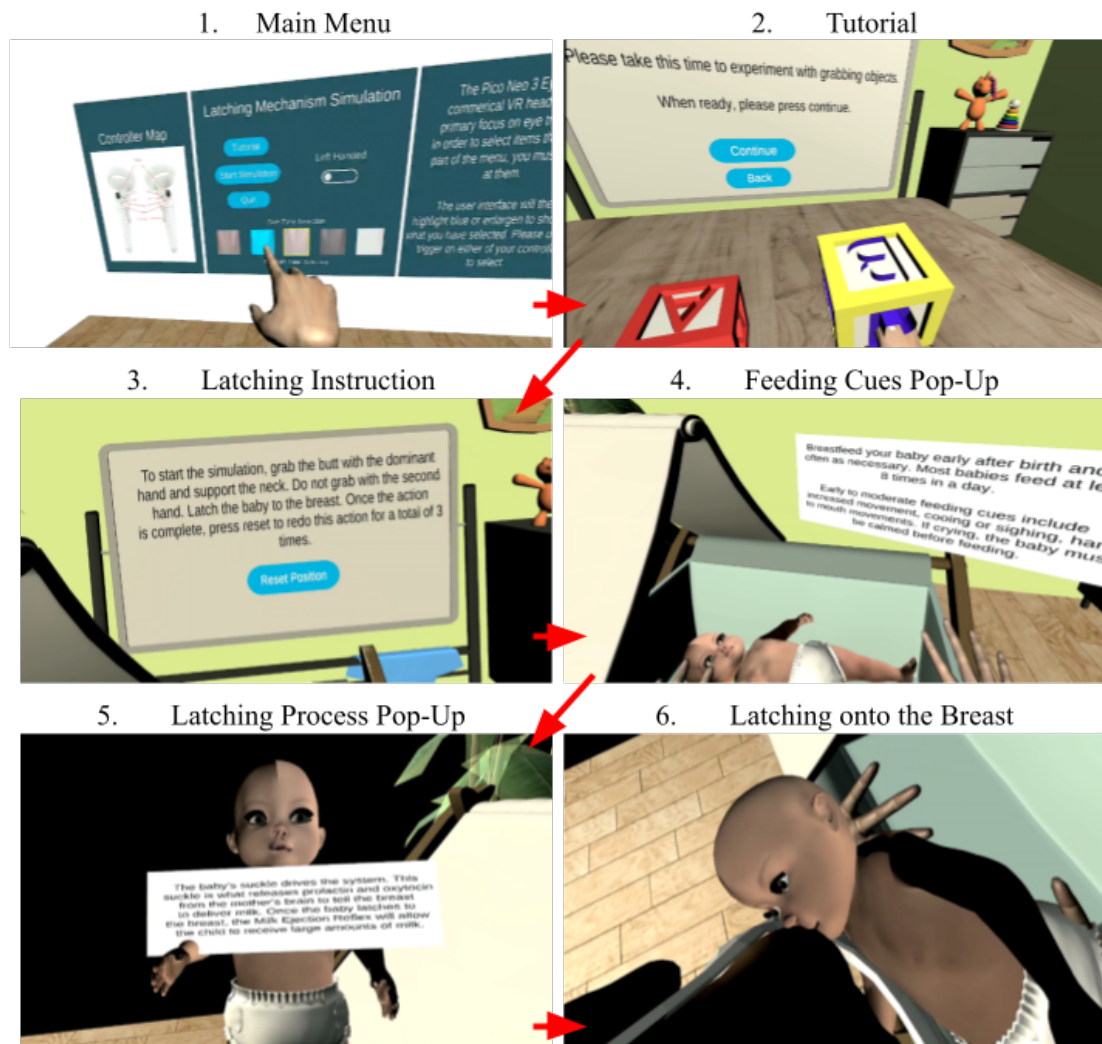 1. Main Menu
2. Tutorial
Controller Map
Latching Mechanism Simulation
Tutorial
Start Simulation
Quit
Left Handed
The Pico Neo 3 Ey
commerical VR head
primary focus on eye tr
in order to select items th
part of the menu, you mus
at them.
The user interface will the
highlight blue or enlargen to sho
what you have selected. Please u
trigger on either of your controll
to select.
Please take this time to experiment with grabbing objects.
When ready, please press continue.
Continue
Back
3. Latching Instruction
4. Feeding Cues Pop-Up
To start the simulation, grab the butt with the dominant
hand and support the neck. Do not grab with the second
hand. Latch the baby to the breast. Once the action
is complete, press reset to redo this action for a total of 3
times.
Reset Position
Breastfeed your baby early after birth and
often as necessary. Most babies feed at le
8 times in a day.
Early to moderate feeding cues include
increased movement, cooing or sighing, han
to mouth movements. If crying, the baby mus
be calmed before feeding.
5. Latching Process Pop-Up
6. Latching onto the Breast
The baby's suckle drives the system. This
suckle is what releases prolactin and oxytocin
from the mother's brain to tell the breast
to deliver milk. Once the baby latches to
the breast, the Milk Ejection Reflex will allow
the child to receive large amounts of milk.